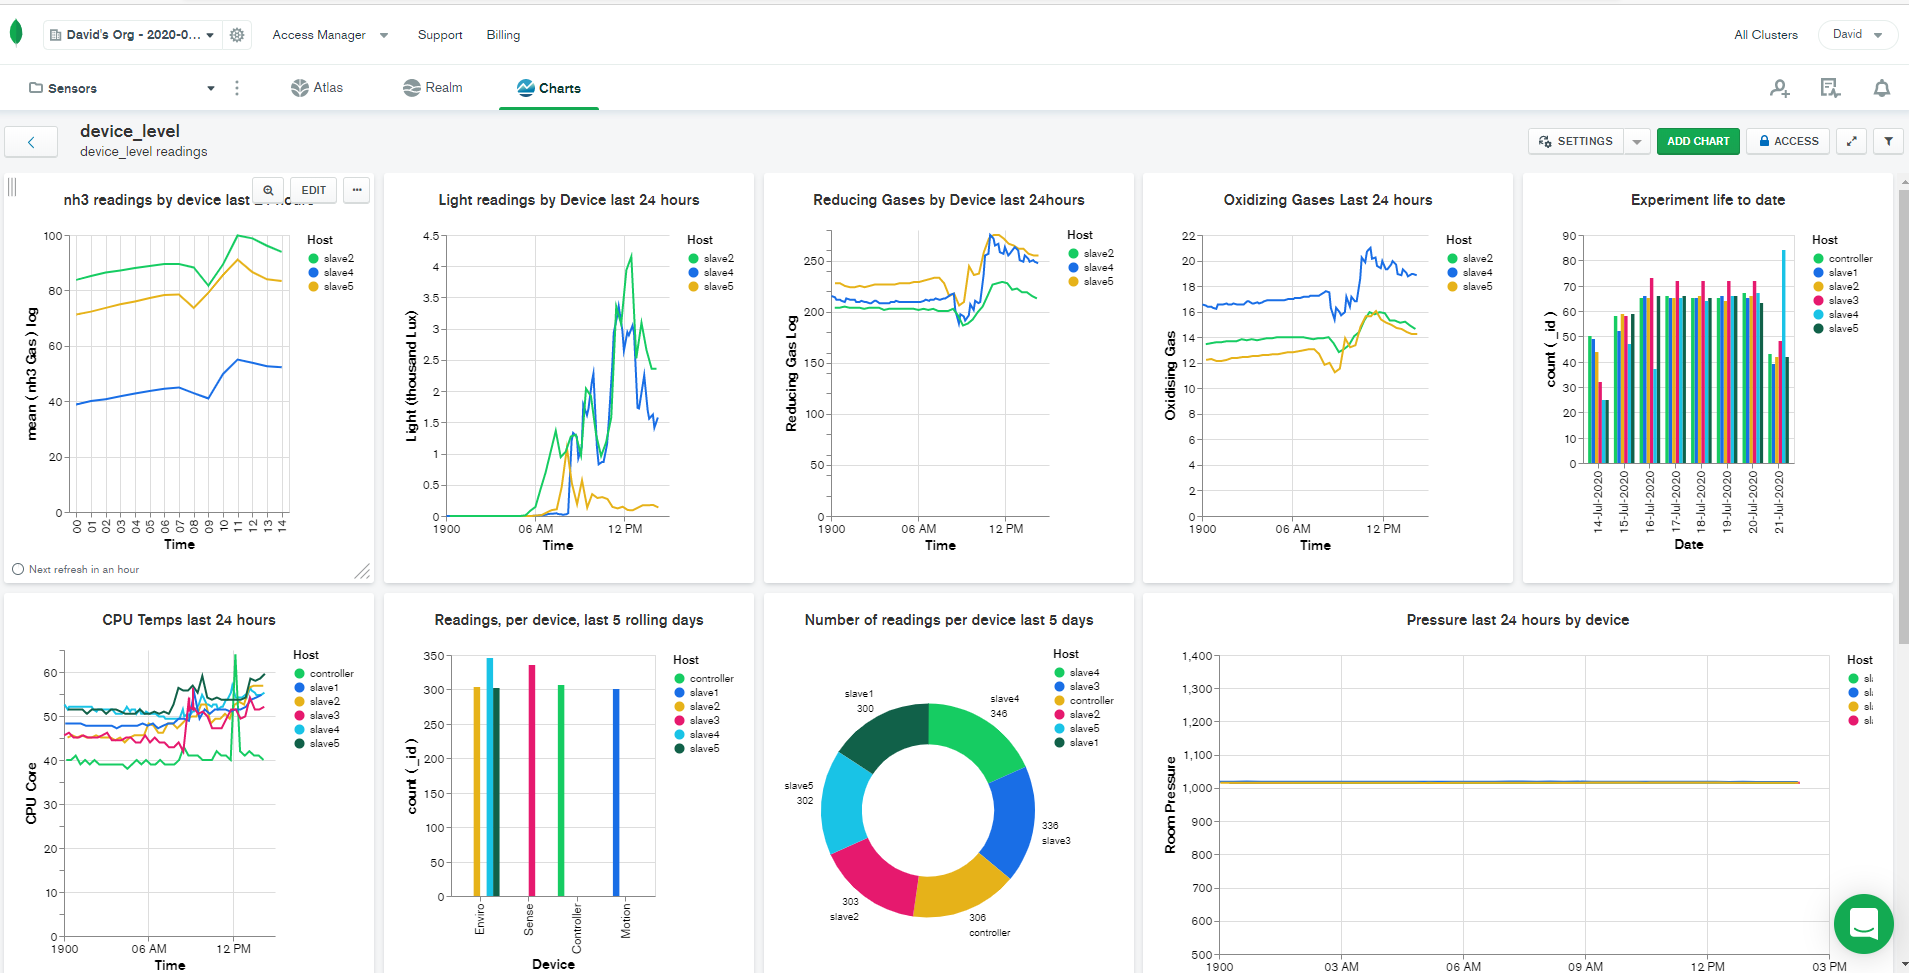 David's Org - 2020-0...
Access Manager
Support
Billing
All Clusters
David
Sensors
Atlas
Realm
Charts
device_level
device_level readings
SETTINGS
ADD CHART
ACCESS
nh3 readings by device last
EDIT
mean ( nh3 Gas ) log
100
80
60
40
20
0
00 01 02 03 04 05 06 07 08 09 10 11 12 13 14
Time
Host
slave2
slave4
slave5
Next refresh in an hour
Light readings by Device last 24 hours
Light (thousand Lux)
4.5
4
3.5
3
2.5
2
1.5
1
0.5
0
1900 06 AM 12 PM
Time
Host
slave2
slave4
slave5
Reducing Gases by Device last 24hours
Reducing Gas Log
250
200
150
100
50
0
1900 06 AM 12 PM
Time
Host
slave2
slave4
slave5
Oxidizing Gases Last 24 hours
Oxidising Gas
22
20
18
16
14
12
10
8
6
4
2
0
1900 06 AM 12 PM
Time
Host
slave2
slave4
slave5
Experiment life to date
count ( _id )
90
80
70
60
50
40
30
20
10
0
14-Jul-2020
15-Jul-2020
16-Jul-2020
17-Jul-2020
18-Jul-2020
19-Jul-2020
20-Jul-2020
21-Jul-2020
Date
Host
controller
slave1
slave2
slave3
slave4
slave5
CPU Temps last 24 hours
CPU Core
60
50
40
30
20
10
0
1900 06 AM 12 PM
Time
Host
controller
slave1
slave2
slave3
slave4
slave5
Readings, per device, last 5 rolling days
count ( _id )
350
300
250
200
150
100
50
0
Enviro
Sense
Controller
Motion
Device
Host
controller
slave1
slave2
slave3
slave4
slave5
Number of readings per device last 5 days
slave1
300
slave4
346
slave5
302
336
slave3
303
slave2
306
controller
Host
slave4
slave3
controller
slave2
slave5
slave1
Pressure last 24 hours by device
Room Pressure
1,400
1,300
1,200
1,100
1,000
900
800
700
600
500
1900 03 AM 06 AM 09 AM 12 PM 03 PM
Host